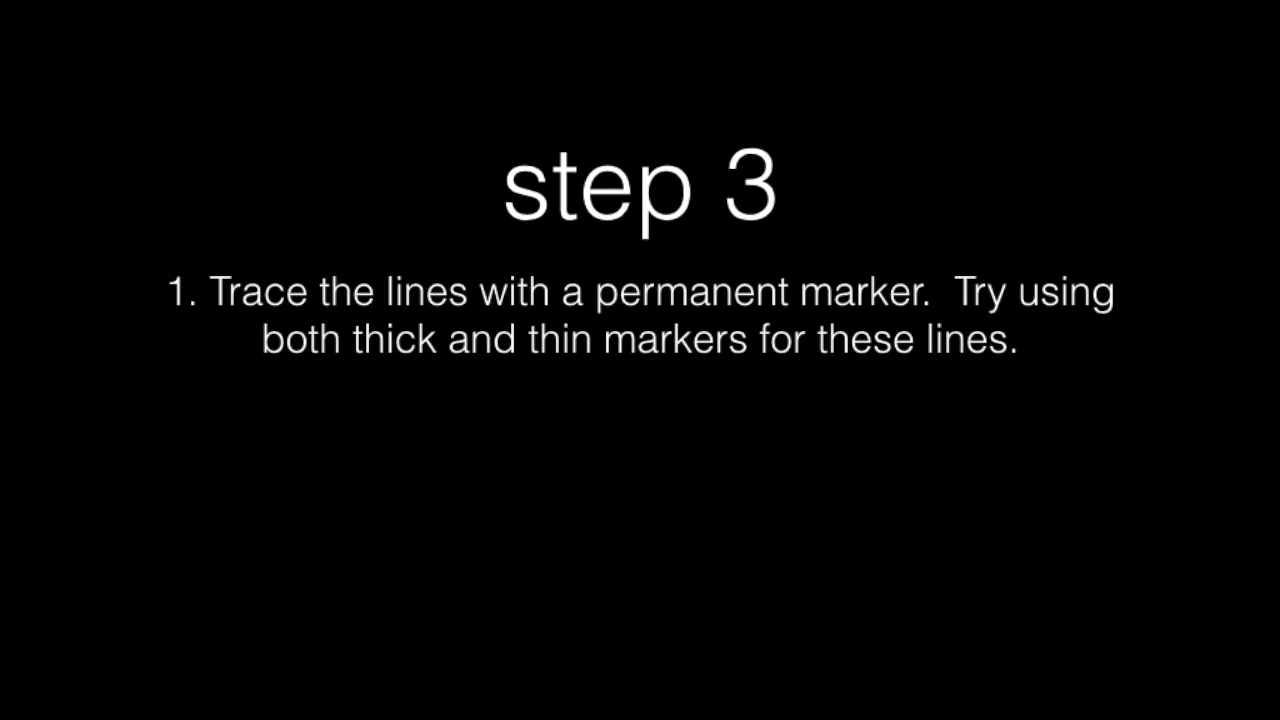 step 3
1. Trace the lines with a permanent marker.  Try using
both thick and thin markers for these lines.